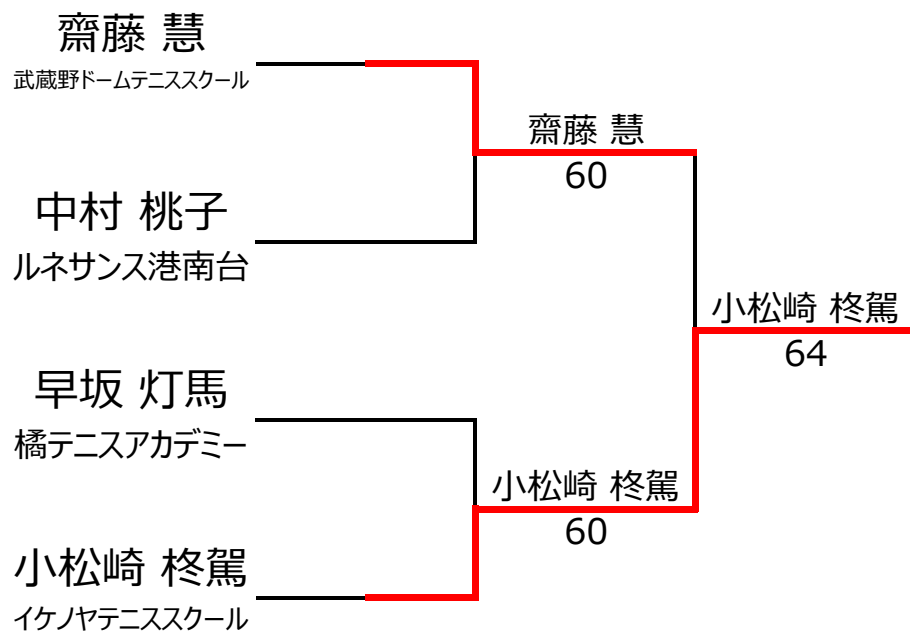 齋藤 慧
武蔵野ドームテニススクール
齋藤 慧
60
中村 桃子
ルネサンス港南台
小松崎 柊駕
64
早坂 灯馬
橘テニスアカデミー
小松崎 柊駕
60
小松崎 柊駕
イケノヤテニススクール